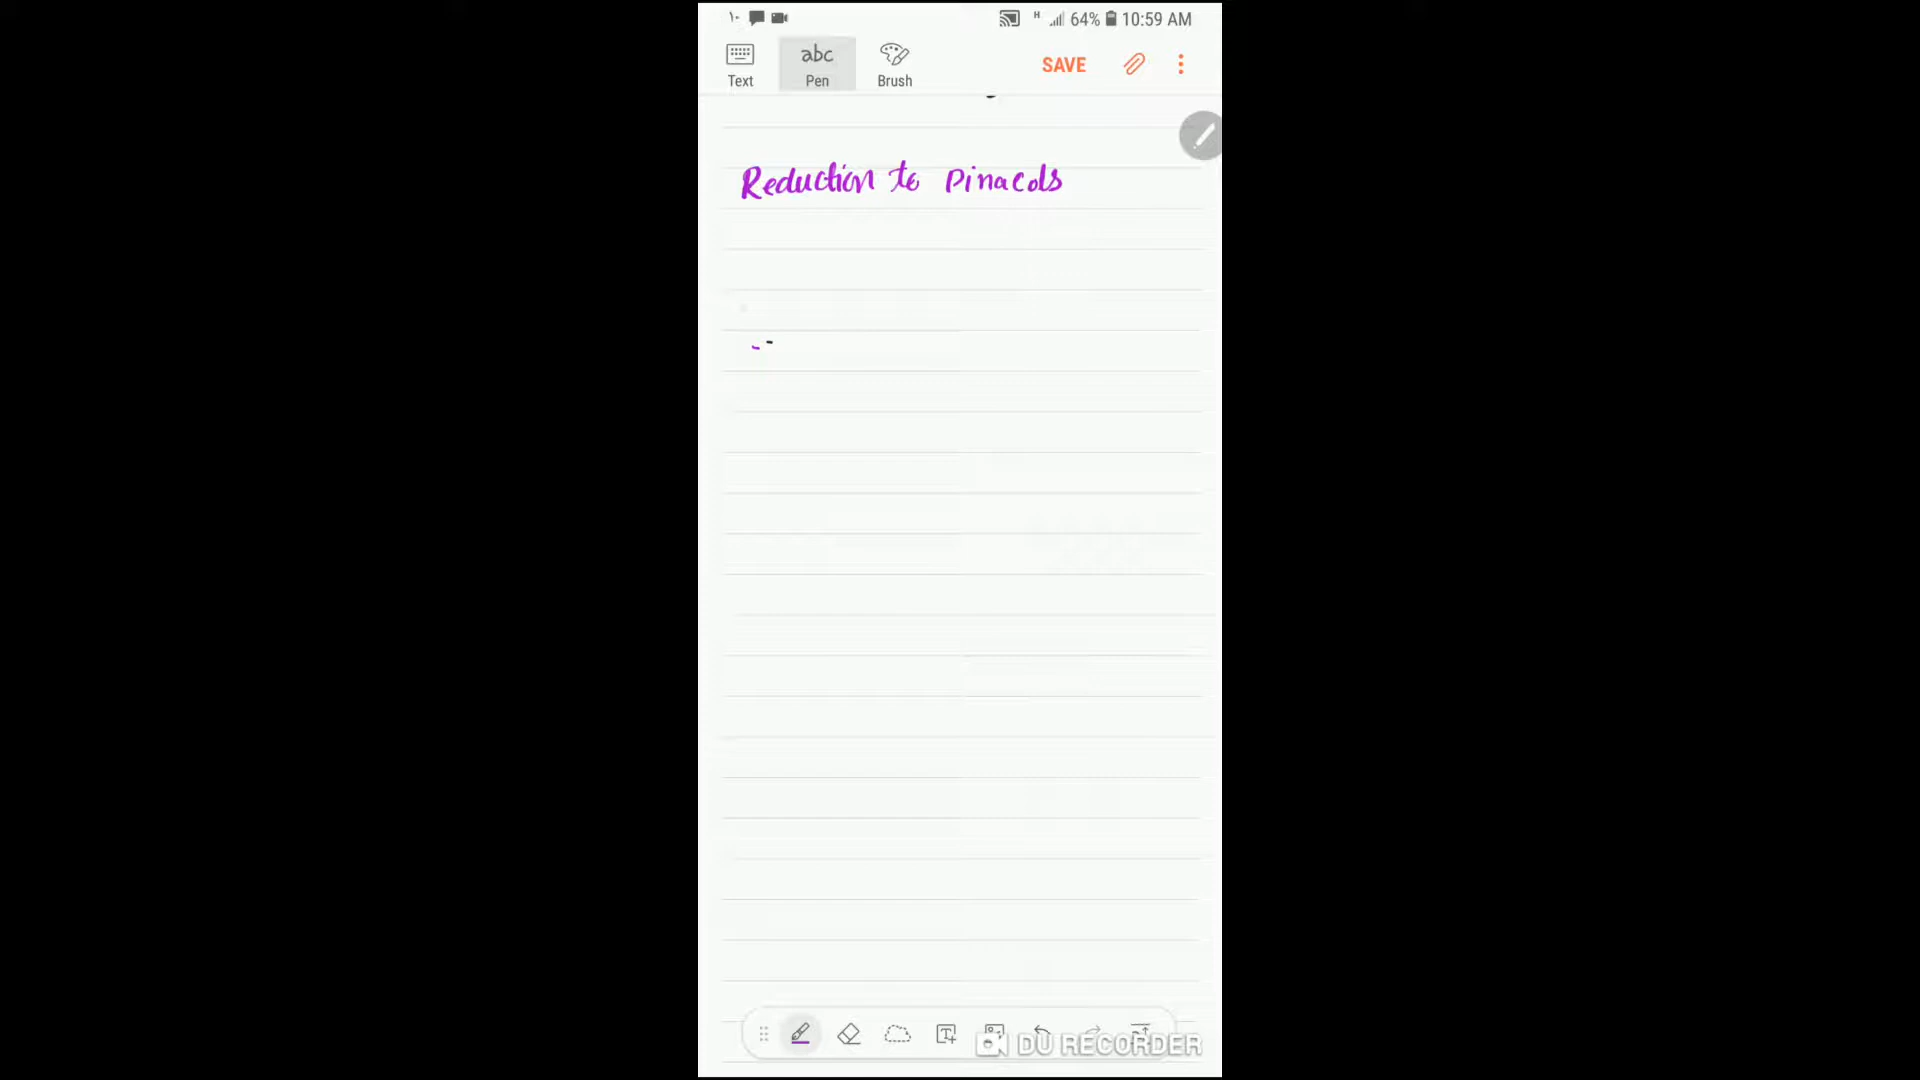 64% 10:59 AM
abc
SAVE
Text Pen Brush
Reduction to Pinacols
DU RECORDER